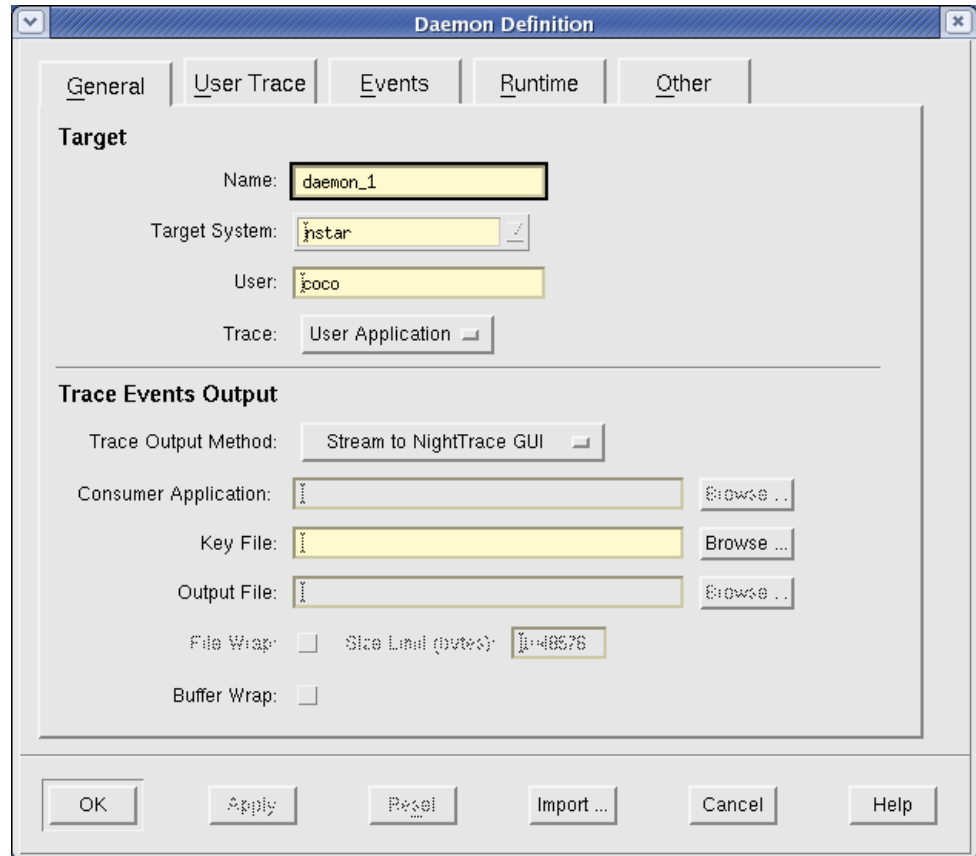 Daemon Definition
General User Trace Events Runtime Other
Target
Name: daemon_1
Target System: nstar
User: coco
Trace: User Application
Trace Events Output
Trace Output Method: Stream to NightTrace GUI
Consumer Application: Browse ..
Key File: Browse ...
Output File: Browse ..
File Wrap: Size Limit (bytes): 1048576
Buffer Wrap:
OK Apply Reset Import ... Cancel Help